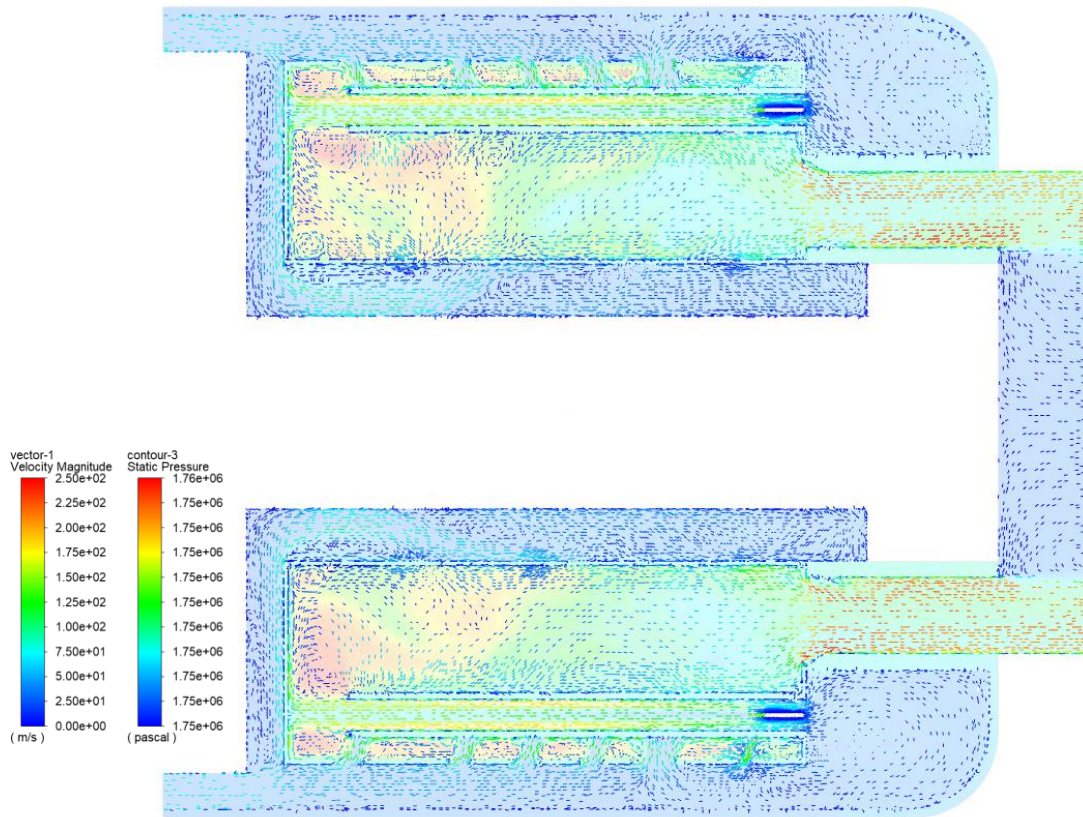 vector-1
Velocity Magnitude
2.50e+02
2.25e+02
2.00e+02
1.75e+02
1.50e+02
1.25e+02
1.00e+02
7.50e+01
5.00e+01
2.50e+01
0.00e+00
( m/s )
contour-3
Static Pressure
1.76e+06
1.76e+06
1.75e+06
1.75e+06
1.75e+06
1.75e+06
1.75e+06
1.75e+06
1.75e+06
1.75e+06
1.75e+06
( pascal )